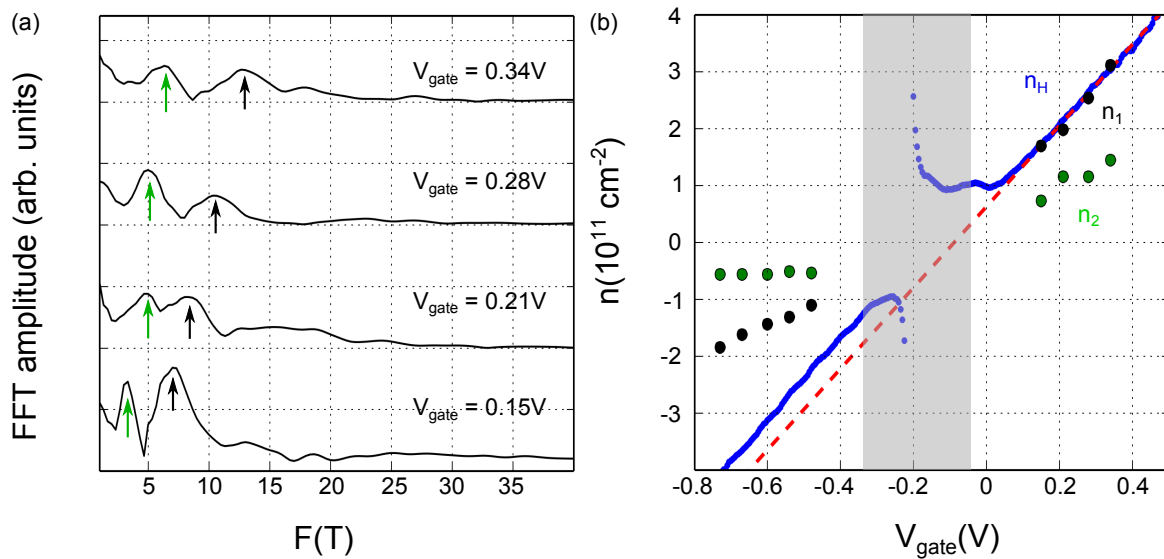 (a)
FFT amplitude (arb. units)
V_gate = 0.34V
V_gate = 0.28V
V_gate = 0.21V
V_gate = 0.15V
5 10 15 20 25 30 35
F(T)
(b)
n(10^11 cm^-2)
4
3
2
1
0
-1
-2
-3
n_H
n_1
n_2
-0.8 -0.6 -0.4 -0.2 0 0.2 0.4
V_gate(V)